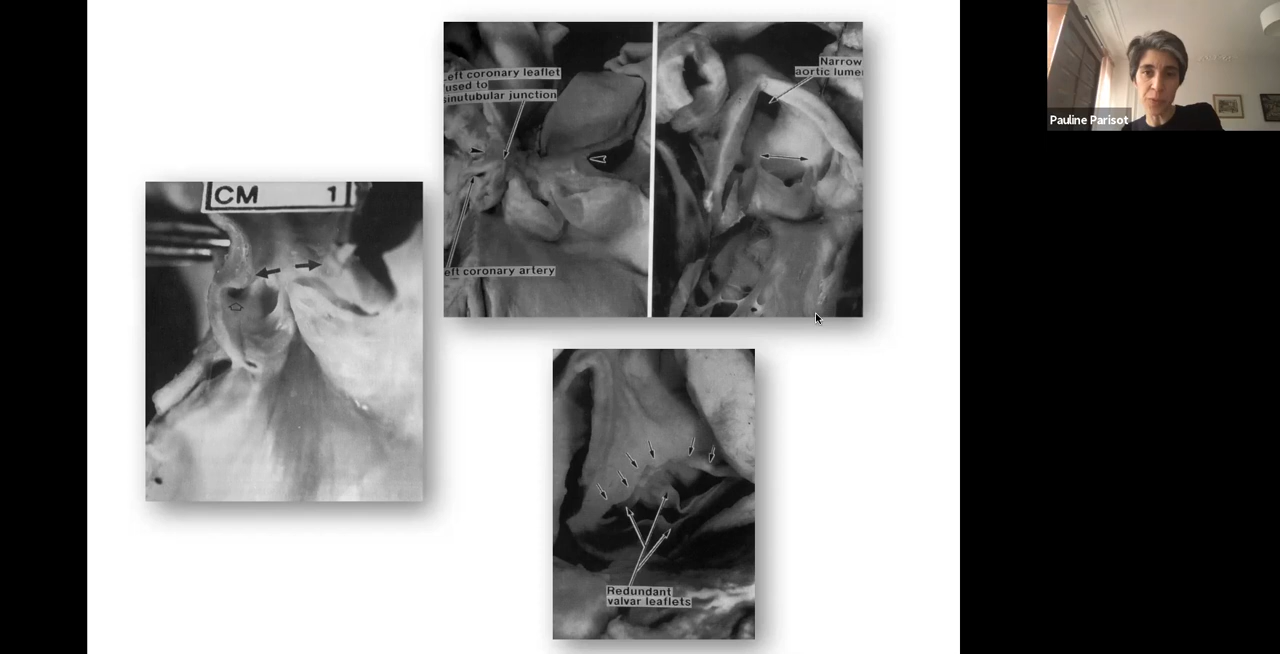 CM 1
eft coronary leaflet
used to
sinutubular junction
eft coronary artery
Narrow
aortic lume
Redundant
valvar leaflets
Pauline Parisot